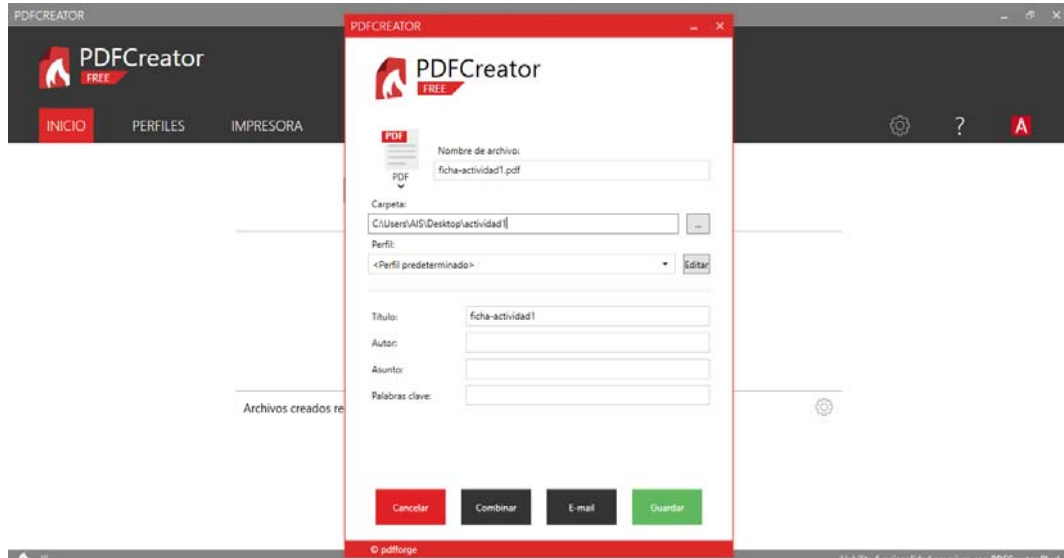 PDFCREATOR
PDFCreator
FREE
INICIO PERFILES IMPRESORA
?
Archivos creados re
PDFCREATOR
PDFCreator
FREE
PDF
PDF
Nombre de archivo:
ficha-actividad1.pdf
Carpeta:
C:\Users\AIS\Desktop\actividad1
...
Perfil:
<Perfil predeterminado>
Editar
Título: ficha-actividad1
Autor:
Asunto:
Palabras clave:
Cancelar Combinar E-mail Guardar
© pdfforge